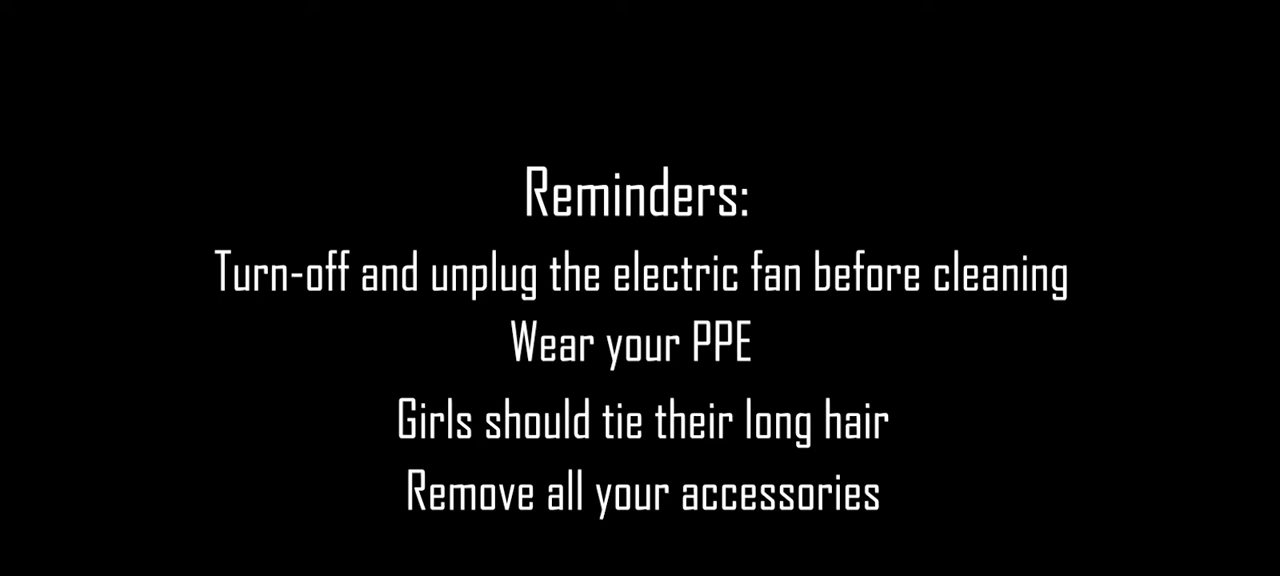 Reminders:
Turn-off and unplug the electric fan before cleaning
Wear your PPE
Girls should tie their long hair
Remove all your accessories